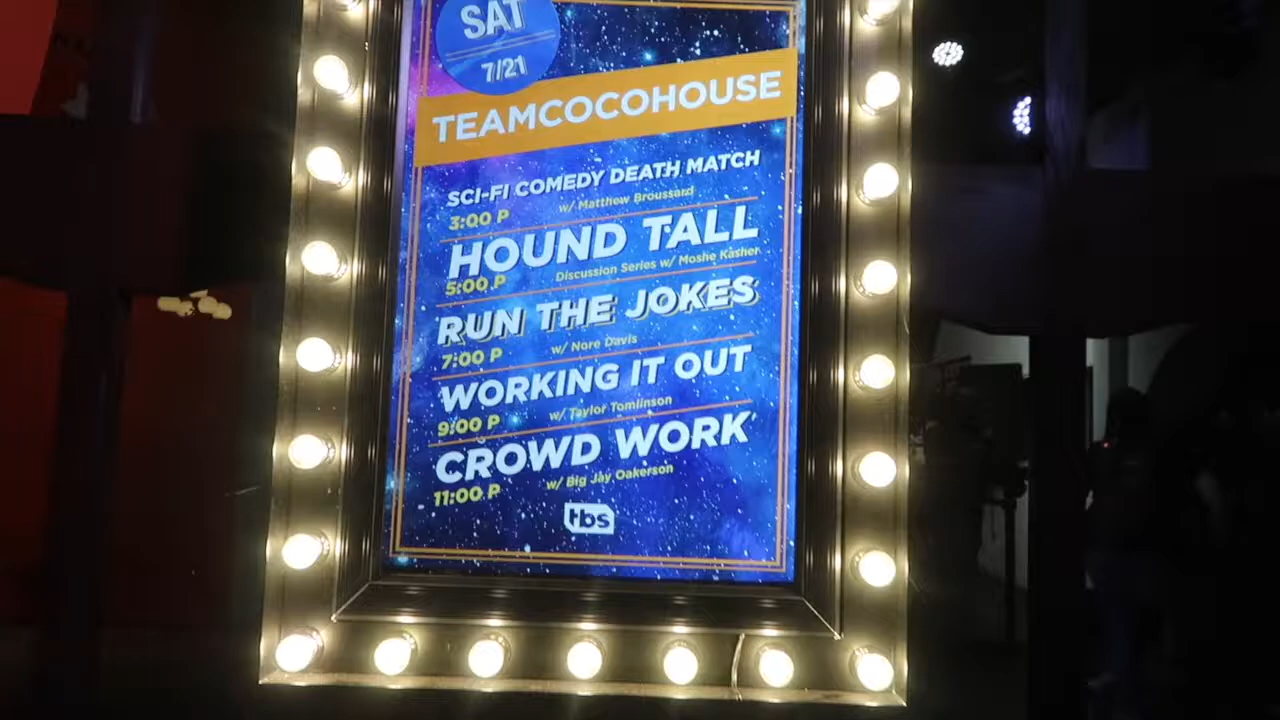 SAT
7/21
TEAMCOCOHOUSE
SCI-FI COMEDY DEATH MATCH
3:00 P w/ Matthew Broussard
HOUND TALL
5:00 P Discussion Series w/ Moshe Kasher
RUN THE JOKES
7:00 P w/ Nore Davis
WORKING IT OUT
9:00 P w/ Taylor Tomlinson
CROWD WORK
11:00 P w/ Big Jay Oakerson
tbs